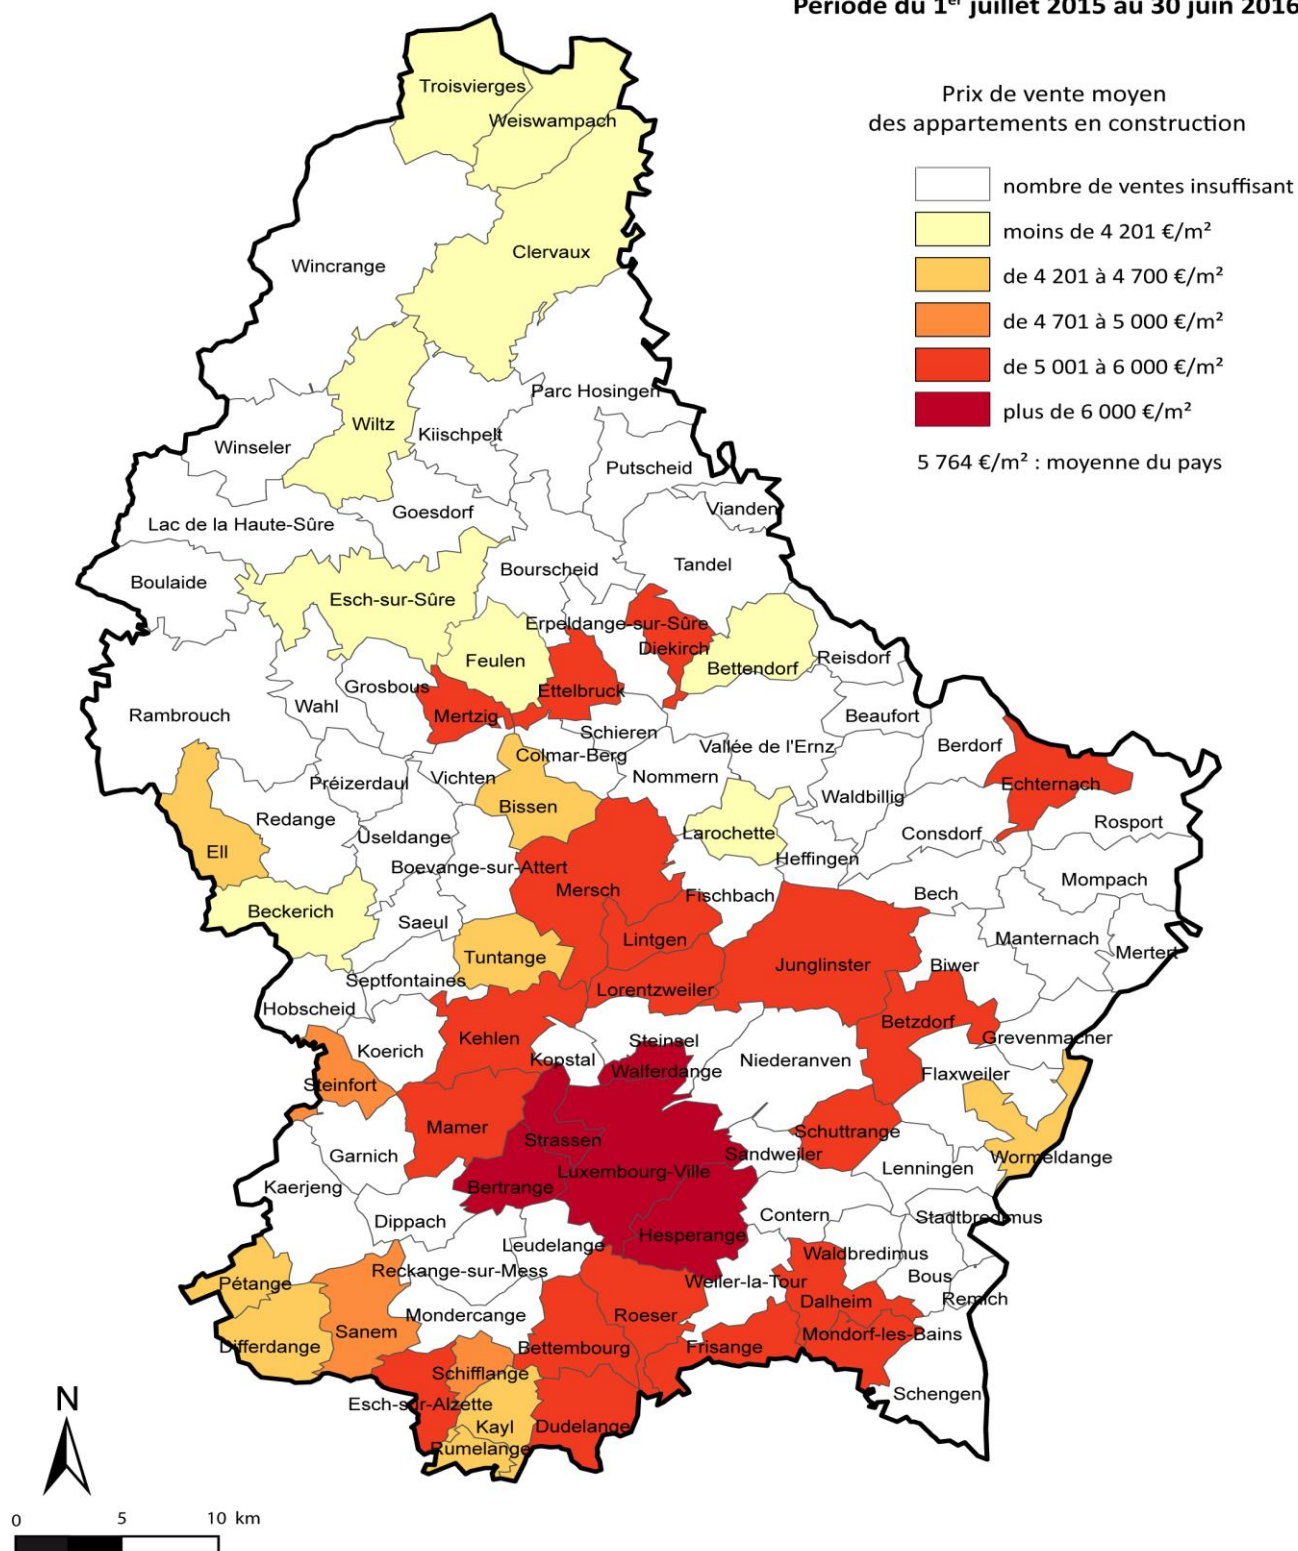 Période du 1er juillet 2015 au 30 juin 2016
Prix de vente moyen
des appartements en construction
nombre de ventes insuffisant
moins de 4 201 €/m²
de 4 201 à 4 700 €/m²
de 4 701 à 5 000 €/m²
de 5 001 à 6 000 €/m²
plus de 6 000 €/m²
5 764 €/m² : moyenne du pays
Troisvierges
Weiswampach
Clervaux
Wincrange
Parc Hosingen
Wiltz
Kiischpelt
Winseler
Putscheid
Vianden
Goesdorf
Lac de la Haute-Sûre
Tandel
Bourscheid
Boulaide
Esch-sur-Sûre
Erpeldange-sur-Sûre
Diekirch
Reisdorf
Feulen
Bettendorf
Grosbous
Ettelbruck
Wahl
Rambrouch
Mertzig
Beaufort
Schieren
Vallée de l'Ernz
Berdorf
Colmar-Berg
Nommern
Vichten
Préizerdaul
Echternach
Waldbillig
Bissen
Redange
Rosport
Larochette
Consdorf
Useldange
Ell
Heffingen
Boevange-sur-Attert
Mompach
Mersch
Fischbach
Bech
Beckerich
Saeul
Lintgen
Manternach
Mertert
Tuntange
Junglinster
Biwer
Septfontaines
Lorentzweiler
Hobscheid
Betzdorf
Kehlen
Steinsel
Grevenmacher
Koerich
Kopstal
Niederanven
Walferdange
Flaxweiler
Steinfort
Mamer
Schuttrange
Strassen
Garnich
Sandweiler
Wormeldange
Lenningen
Luxembourg-Ville
Kaerjeng
Bertrange
Contern
Stadtbredimus
Dippach
Hesperange
Leudelange
Waldbredimus
Reckange-sur-Mess
Bous
Pétange
Weiler-la-Tour
Remich
Dalheim
Mondercange
Roeser
Sanem
Mondorf-les-Bains
Differdange
Bettembourg
Frisange
Schifflange
Schengen
Esch-sur-Alzette
Kayl
Dudelange
Rumelange
N
0 5 10 km